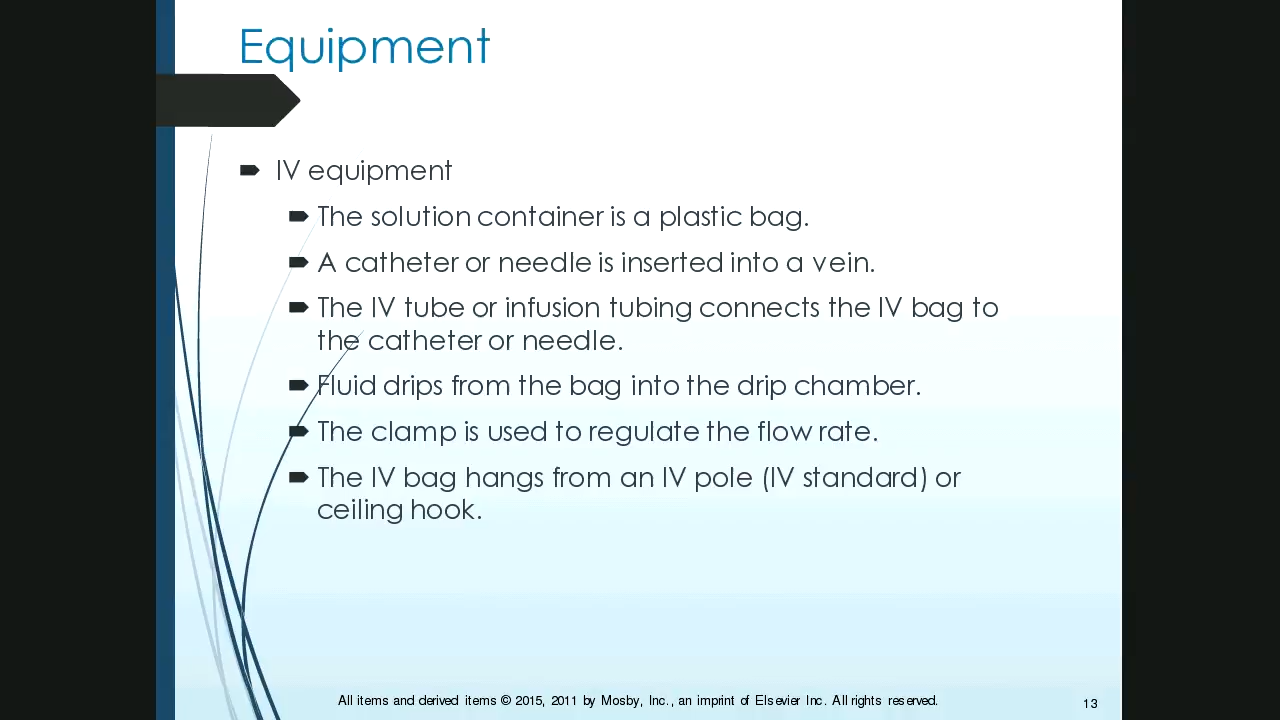 Equipment
IV equipment
The solution container is a plastic bag.
A catheter or needle is inserted into a vein.
The IV tube or infusion tubing connects the IV bag to
the catheter or needle.
Fluid drips from the bag into the drip chamber.
The clamp is used to regulate the flow rate.
The IV bag hangs from an IV pole (IV standard) or
ceiling hook.
All items and derived items © 2015, 2011 by Mosby, Inc., an imprint of Elsevier Inc. All rights reserved.
13